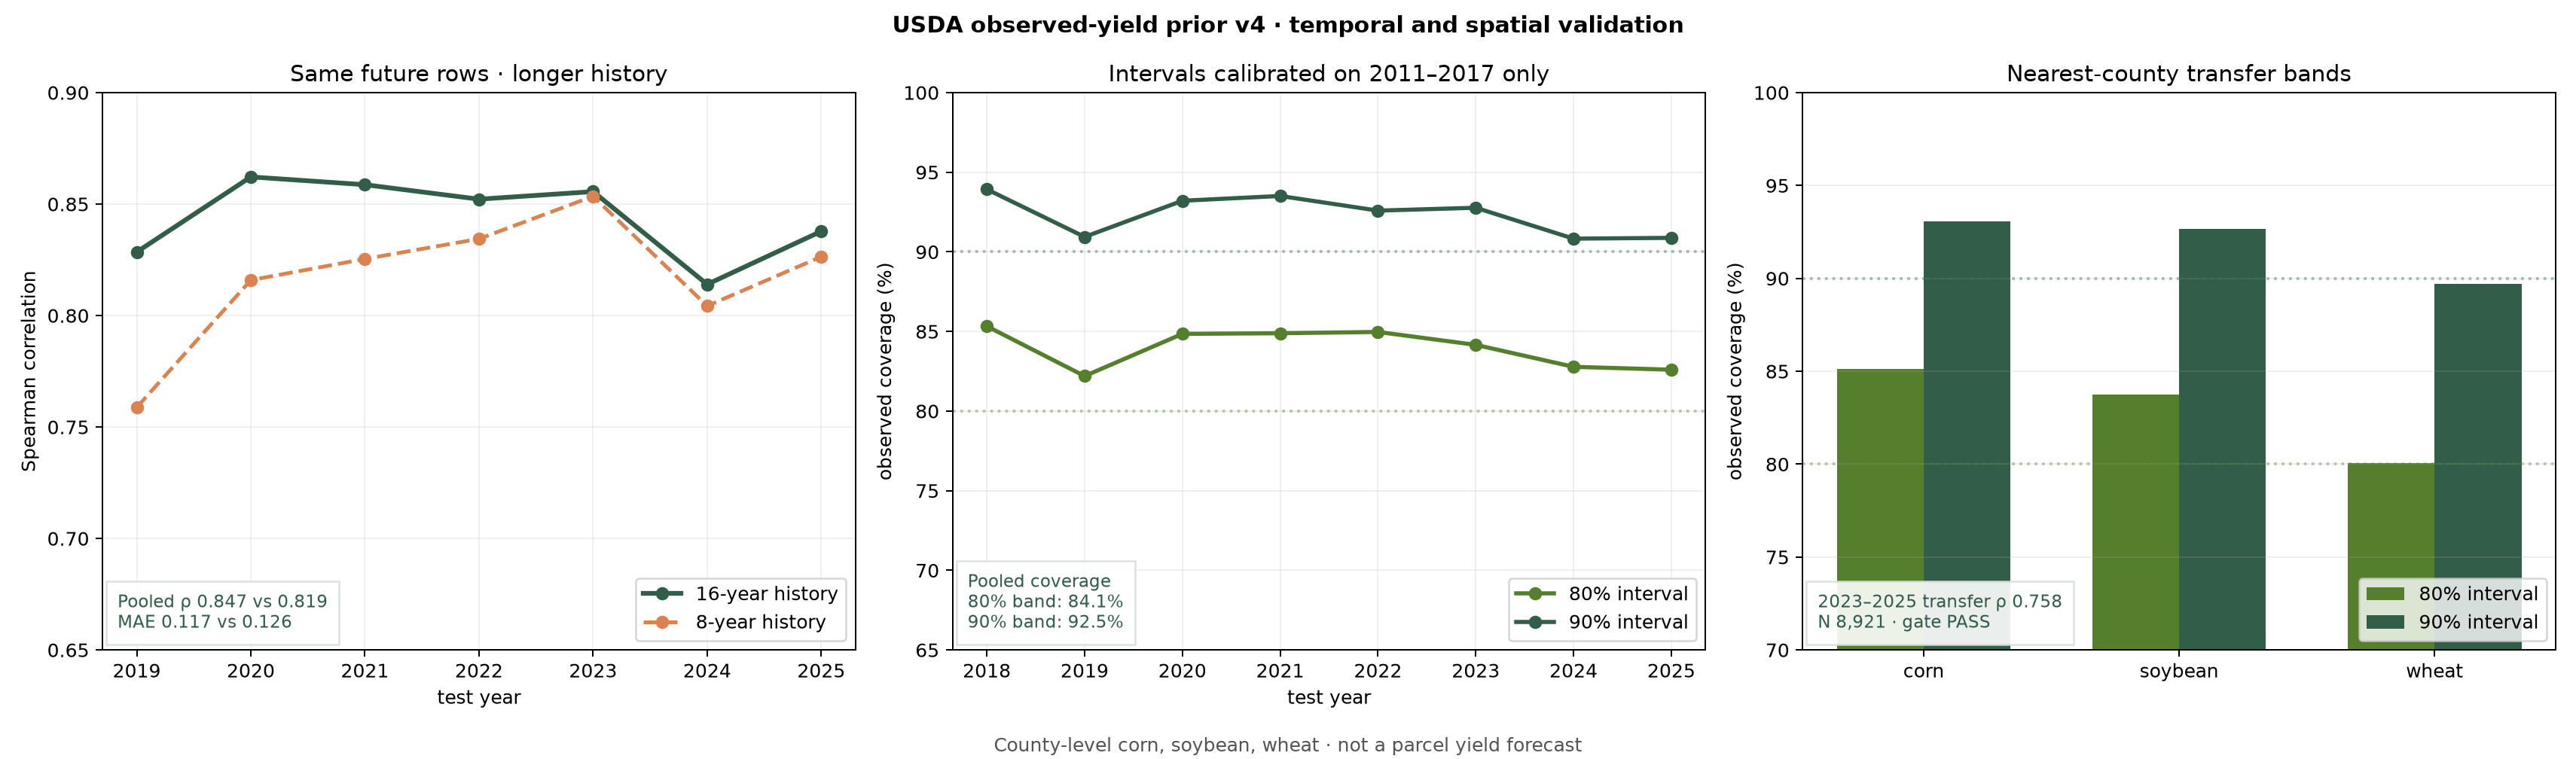 USDA observed-yield prior v4 · temporal and spatial validation
Same future rows · longer history
0.90
0.85
0.80
0.75
0.70
0.65
Spearman correlation
2019 2020 2021 2022 2023 2024 2025
test year
Pooled ρ 0.847 vs 0.819
MAE 0.117 vs 0.126
16-year history
8-year history
Intervals calibrated on 2011–2017 only
100
95
90
85
80
75
70
65
observed coverage (%)
2018 2019 2020 2021 2022 2023 2024 2025
test year
Pooled coverage
80% band: 84.1%
90% band: 92.5%
80% interval
90% interval
Nearest-county transfer bands
100
95
90
85
80
75
70
observed coverage (%)
corn soybean wheat
2023–2025 transfer ρ 0.758
N 8,921 · gate PASS
80% interval
90% interval
County-level corn, soybean, wheat · not a parcel yield forecast